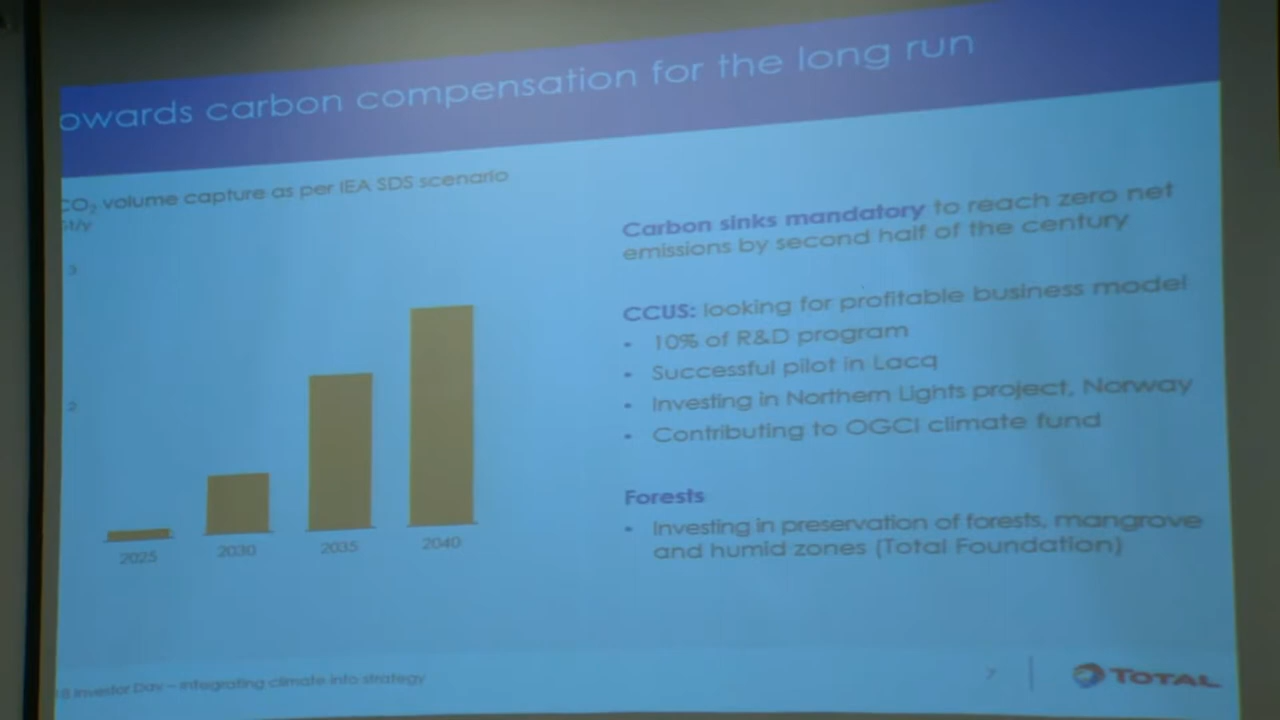 owards carbon compensation for the long run
CO₂ volume capture as per IEA SDS scenario
Gt/y
3
2
2025
2030
2035
2040
Carbon sinks mandatory to reach zero net
emissions by second half of the century
CCUS: looking for profitable business model
• 10% of R&D program
• Successful pilot in Lacq
• Investing in Northern Lights project, Norway
• Contributing to OGCI climate fund
Forests
• Investing in preservation of forests, mangrove
and humid zones (Total Foundation)
8 Investor Day – Integrating climate into strategy
7
TOTAL